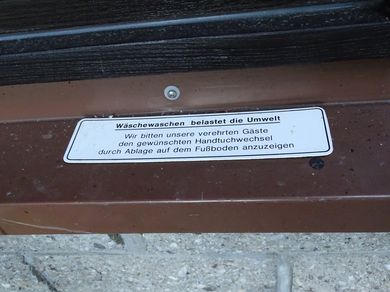 Wäschewaschen belastet die Umwelt
Wir bitten unsere verehrten Gäste
den gewünschten Handtuchwechsel
durch Ablage auf dem Fußboden anzuzeigen